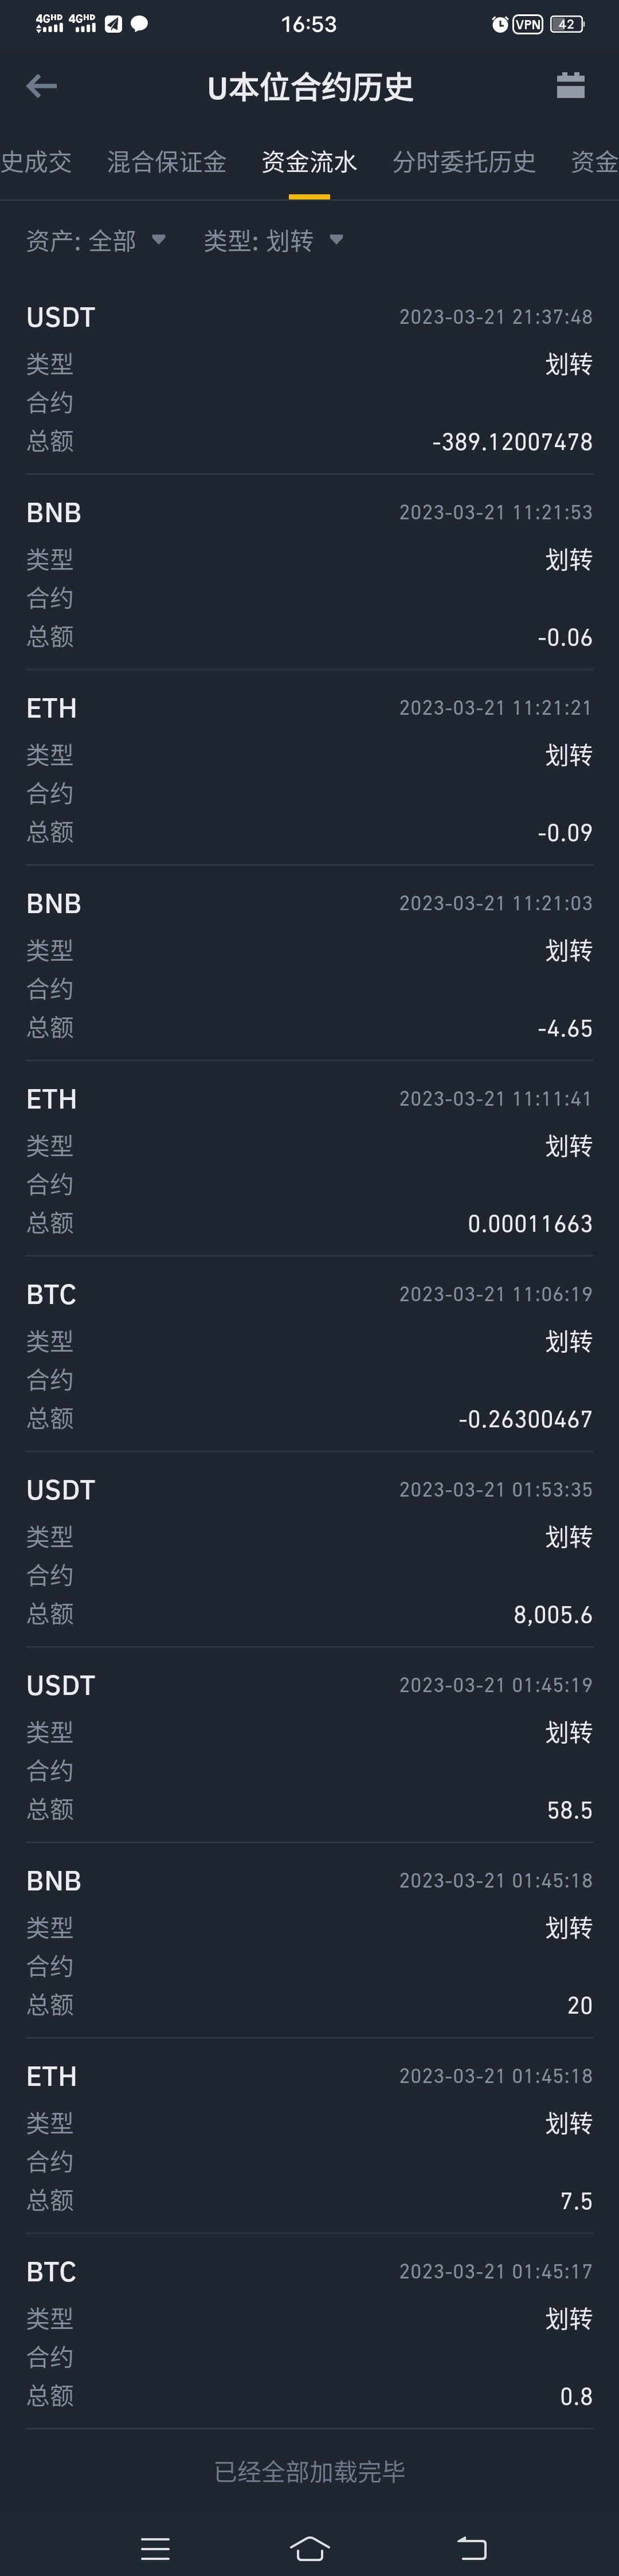 4GHD 4GHD 16:53 VPN 42
U本位合约历史
史成交 混合保证金 资金流水 分时委托历史 资金
资产: 全部 类型: 划转
USDT 2023-03-21 21:37:48
类型 划转
合约
总额 -389.12007478
BNB 2023-03-21 11:21:53
类型 划转
合约
总额 -0.06
ETH 2023-03-21 11:21:21
类型 划转
合约
总额 -0.09
BNB 2023-03-21 11:21:03
类型 划转
合约
总额 -4.65
ETH 2023-03-21 11:11:41
类型 划转
合约
总额 0.00011663
BTC 2023-03-21 11:06:19
类型 划转
合约
总额 -0.26300467
USDT 2023-03-21 01:53:35
类型 划转
合约
总额 8,005.6
USDT 2023-03-21 01:45:19
类型 划转
合约
总额 58.5
BNB 2023-03-21 01:45:18
类型 划转
合约
总额 20
ETH 2023-03-21 01:45:18
类型 划转
合约
总额 7.5
BTC 2023-03-21 01:45:17
类型 划转
合约
总额 0.8
已经全部加载完毕